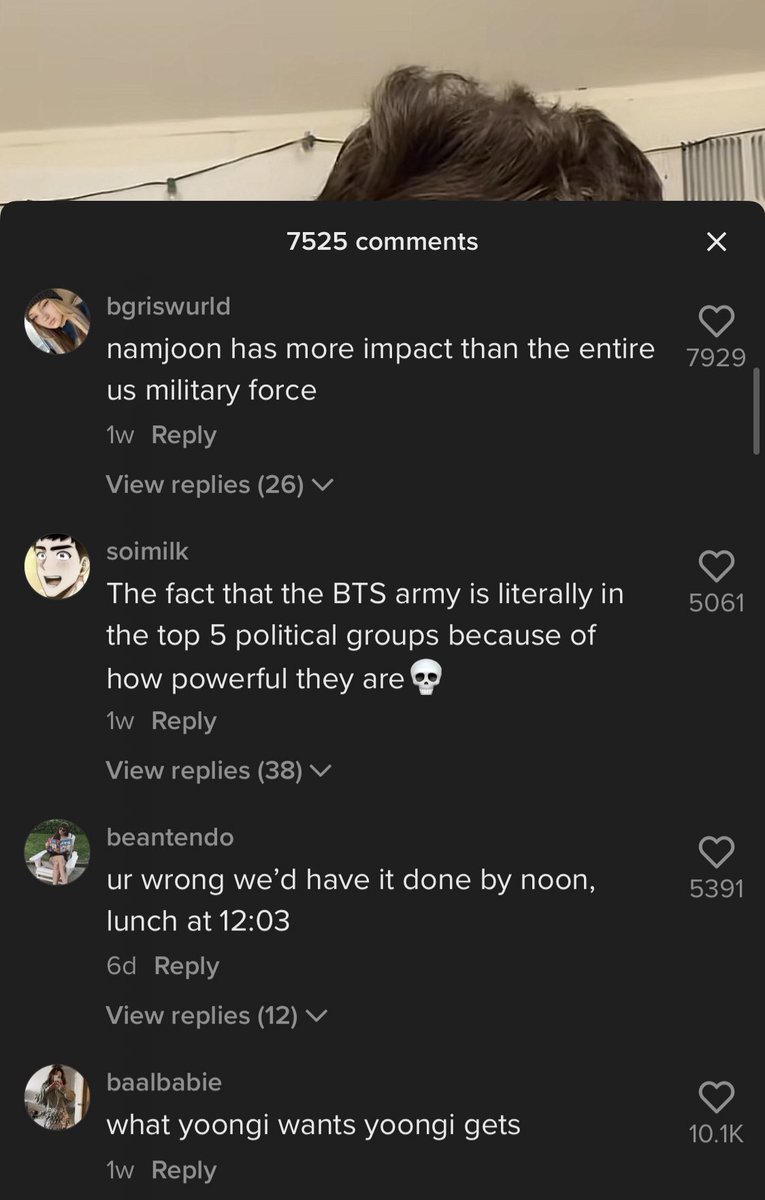 7525 comments
bgriswurld
namjoon has more impact than the entire
us military force
7929
1w Reply
View replies (26)
soimilk
The fact that the BTS army is literally in
the top 5 political groups because of
how powerful they are💀
5061
1w Reply
View replies (38)
beantendo
ur wrong we’d have it done by noon,
lunch at 12:03
5391
6d Reply
View replies (12)
baalbabie
what yoongi wants yoongi gets
10.1K
1w Reply